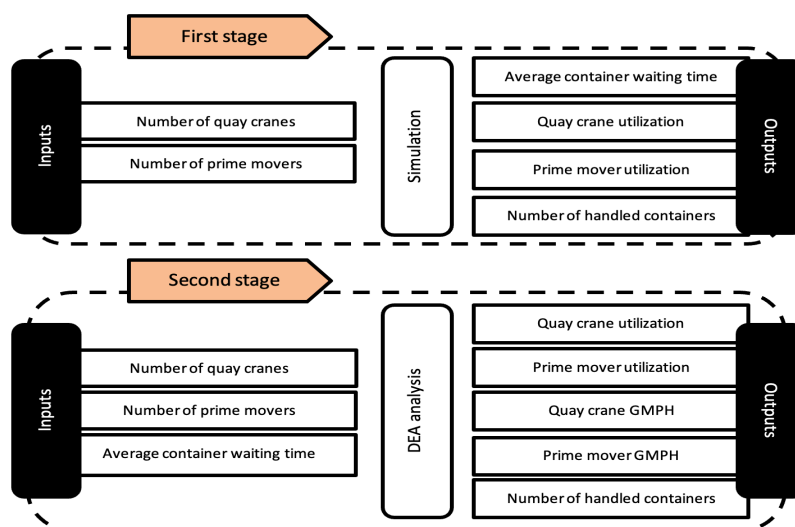 First stage
Inputs
Number of quay cranes
Number of prime movers
Simulation
Average container waiting time
Quay crane utilization
Prime mover utilization
Number of handled containers
Outputs
Second stage
Inputs
Number of quay cranes
Number of prime movers
Average container waiting time
DEA analysis
Quay crane utilization
Prime mover utilization
Quay crane GMPH
Prime mover GMPH
Number of handled containers
Outputs